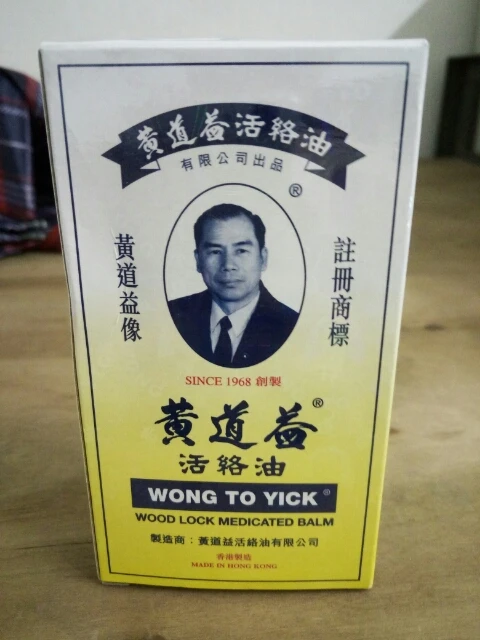 黃道益活絡油
有限公司出品
®
黃道益像
註冊商標
SINCE 1968 創製
黃道益®
活絡油
WONG TO YICK®
WOOD LOCK MEDICATED BALM
製造商：黃道益活絡油有限公司
香港製造
MADE IN HONG KONG